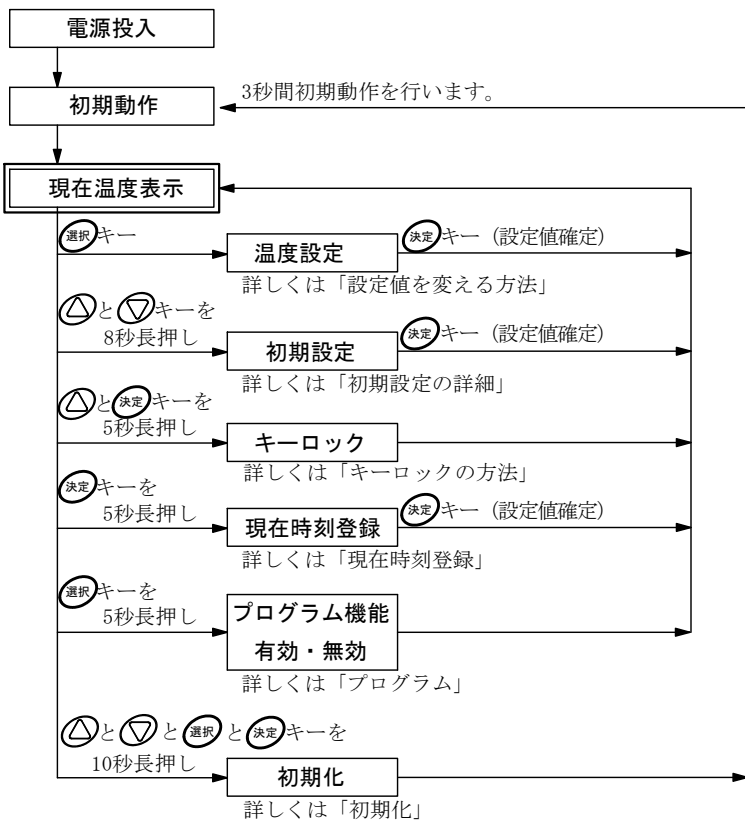 電源投入
初期動作
3秒間初期動作を行います。
現在温度表示
選択キー
温度設定
決定キー（設定値確定）
詳しくは「設定値を変える方法」
△と▽キーを
8秒長押し
初期設定
決定キー（設定値確定）
詳しくは「初期設定の詳細」
△と決定キーを
5秒長押し
キーロック
詳しくは「キーロックの方法」
決定キーを
5秒長押し
現在時刻登録
決定キー（設定値確定）
詳しくは「現在時刻登録」
選択キーを
5秒長押し
プログラム機能
有効・無効
詳しくは「プログラム」
△と▽と選択と決定キーを
10秒長押し
初期化
詳しくは「初期化」